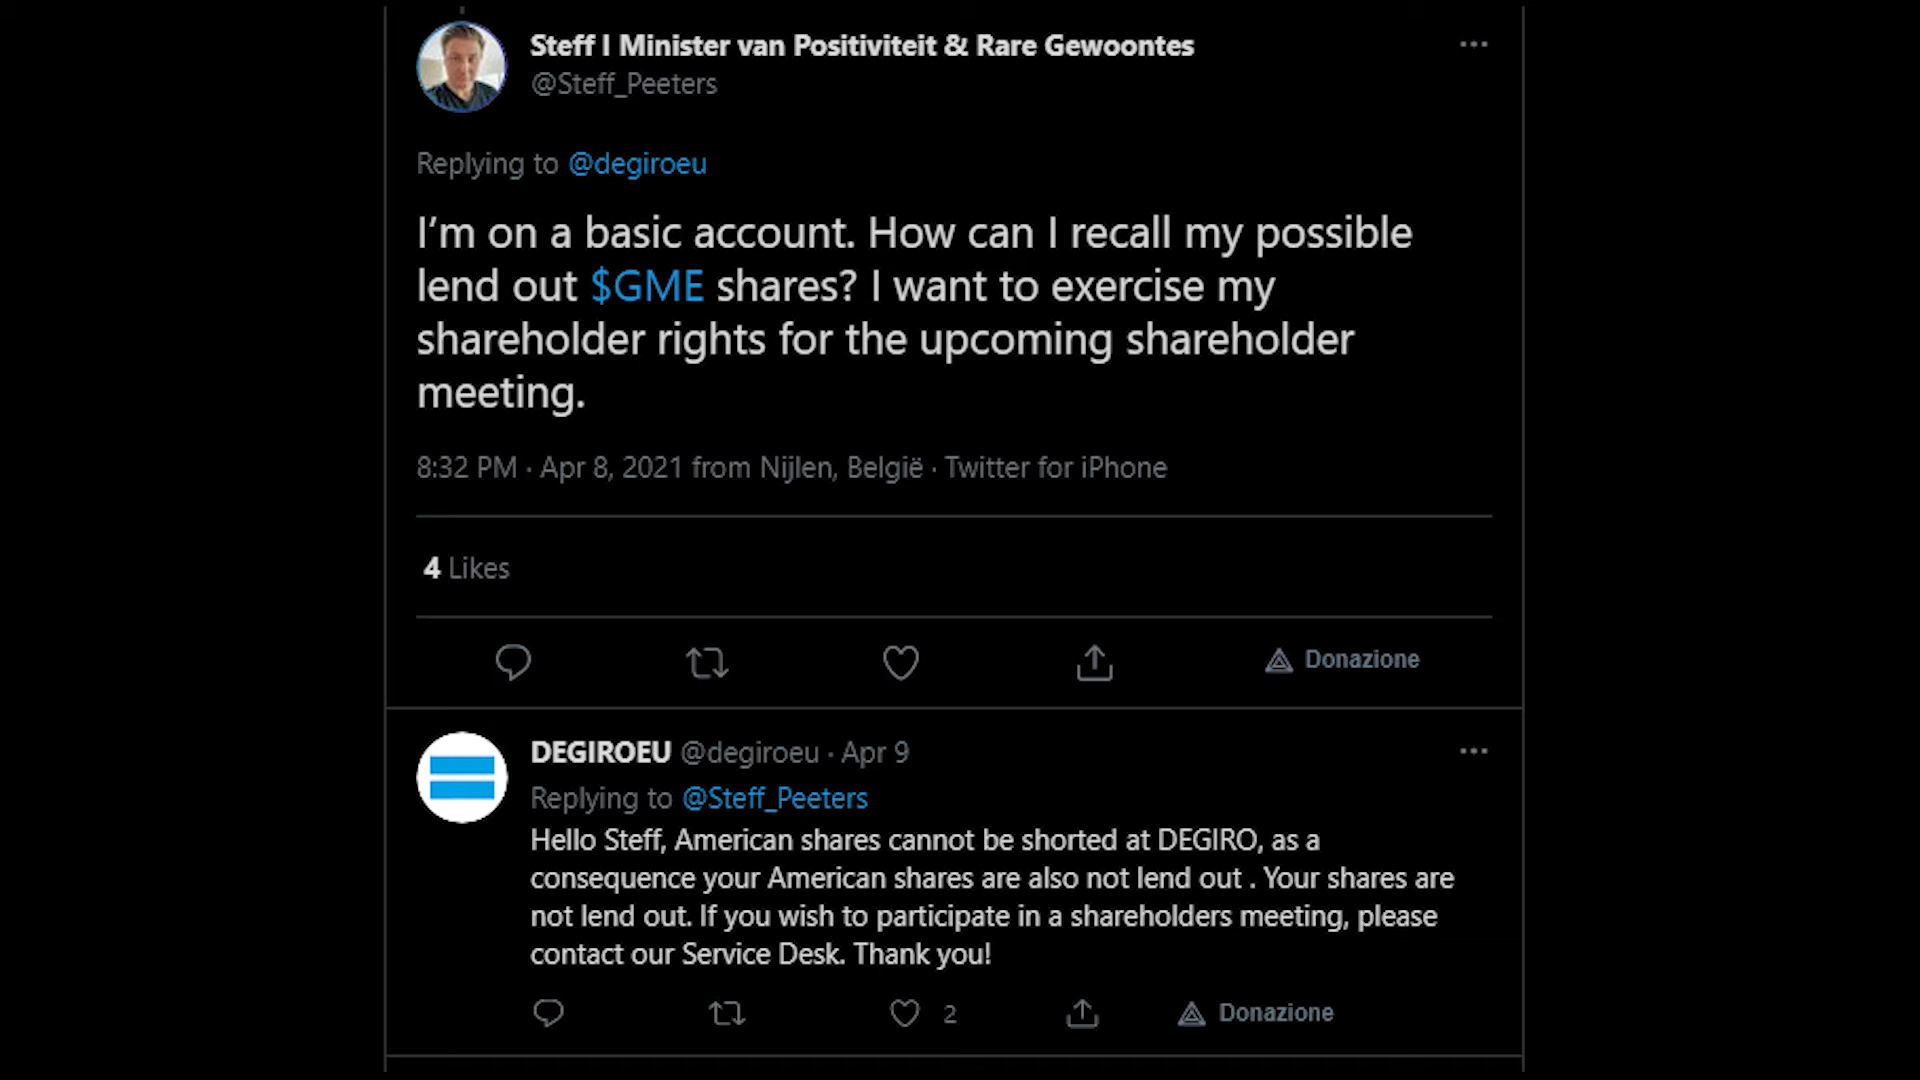 Steff I Minister van Positiviteit & Rare Gewoontes
@Steff_Peeters
Replying to @degiroeu
I'm on a basic account. How can I recall my possible
lend out $GME shares? I want to exercise my
shareholder rights for the upcoming shareholder
meeting.
8:32 PM · Apr 8, 2021 from Nijlen, België · Twitter for iPhone
4 Likes
Donazione
DEGIROEU @degiroeu · Apr 9
Replying to @Steff_Peeters
Hello Steff, American shares cannot be shorted at DEGIRO, as a
consequence your American shares are also not lend out . Your shares are
not lend out. If you wish to participate in a shareholders meeting, please
contact our Service Desk. Thank you!
2
Donazione